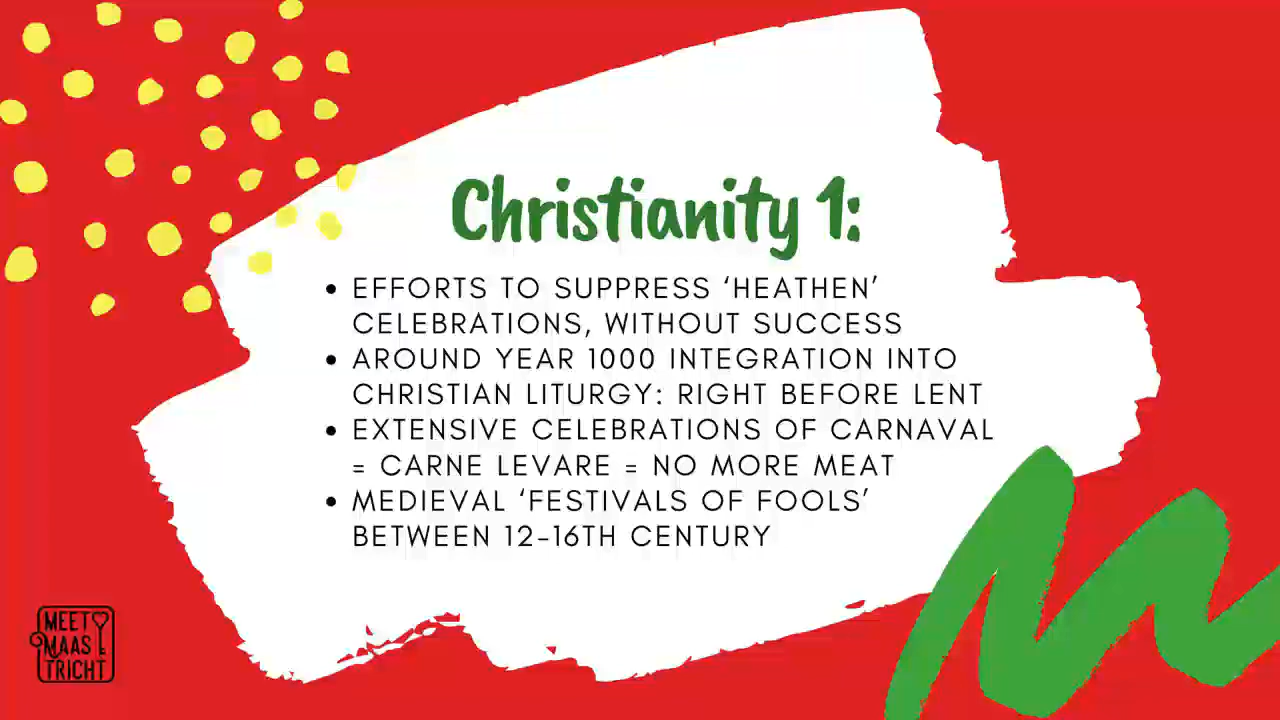 Christianity 1:
• EFFORTS TO SUPPRESS ‘HEATHEN’
CELEBRATIONS, WITHOUT SUCCESS
• AROUND YEAR 1000 INTEGRATION INTO
CHRISTIAN LITURGY: RIGHT BEFORE LENT
• EXTENSIVE CELEBRATIONS OF CARNAVAL
= CARNE LEVARE = NO MORE MEAT
• MEDIEVAL ‘FESTIVALS OF FOOLS’
BETWEEN 12-16TH CENTURY
MEET
MAAS
TRICHT